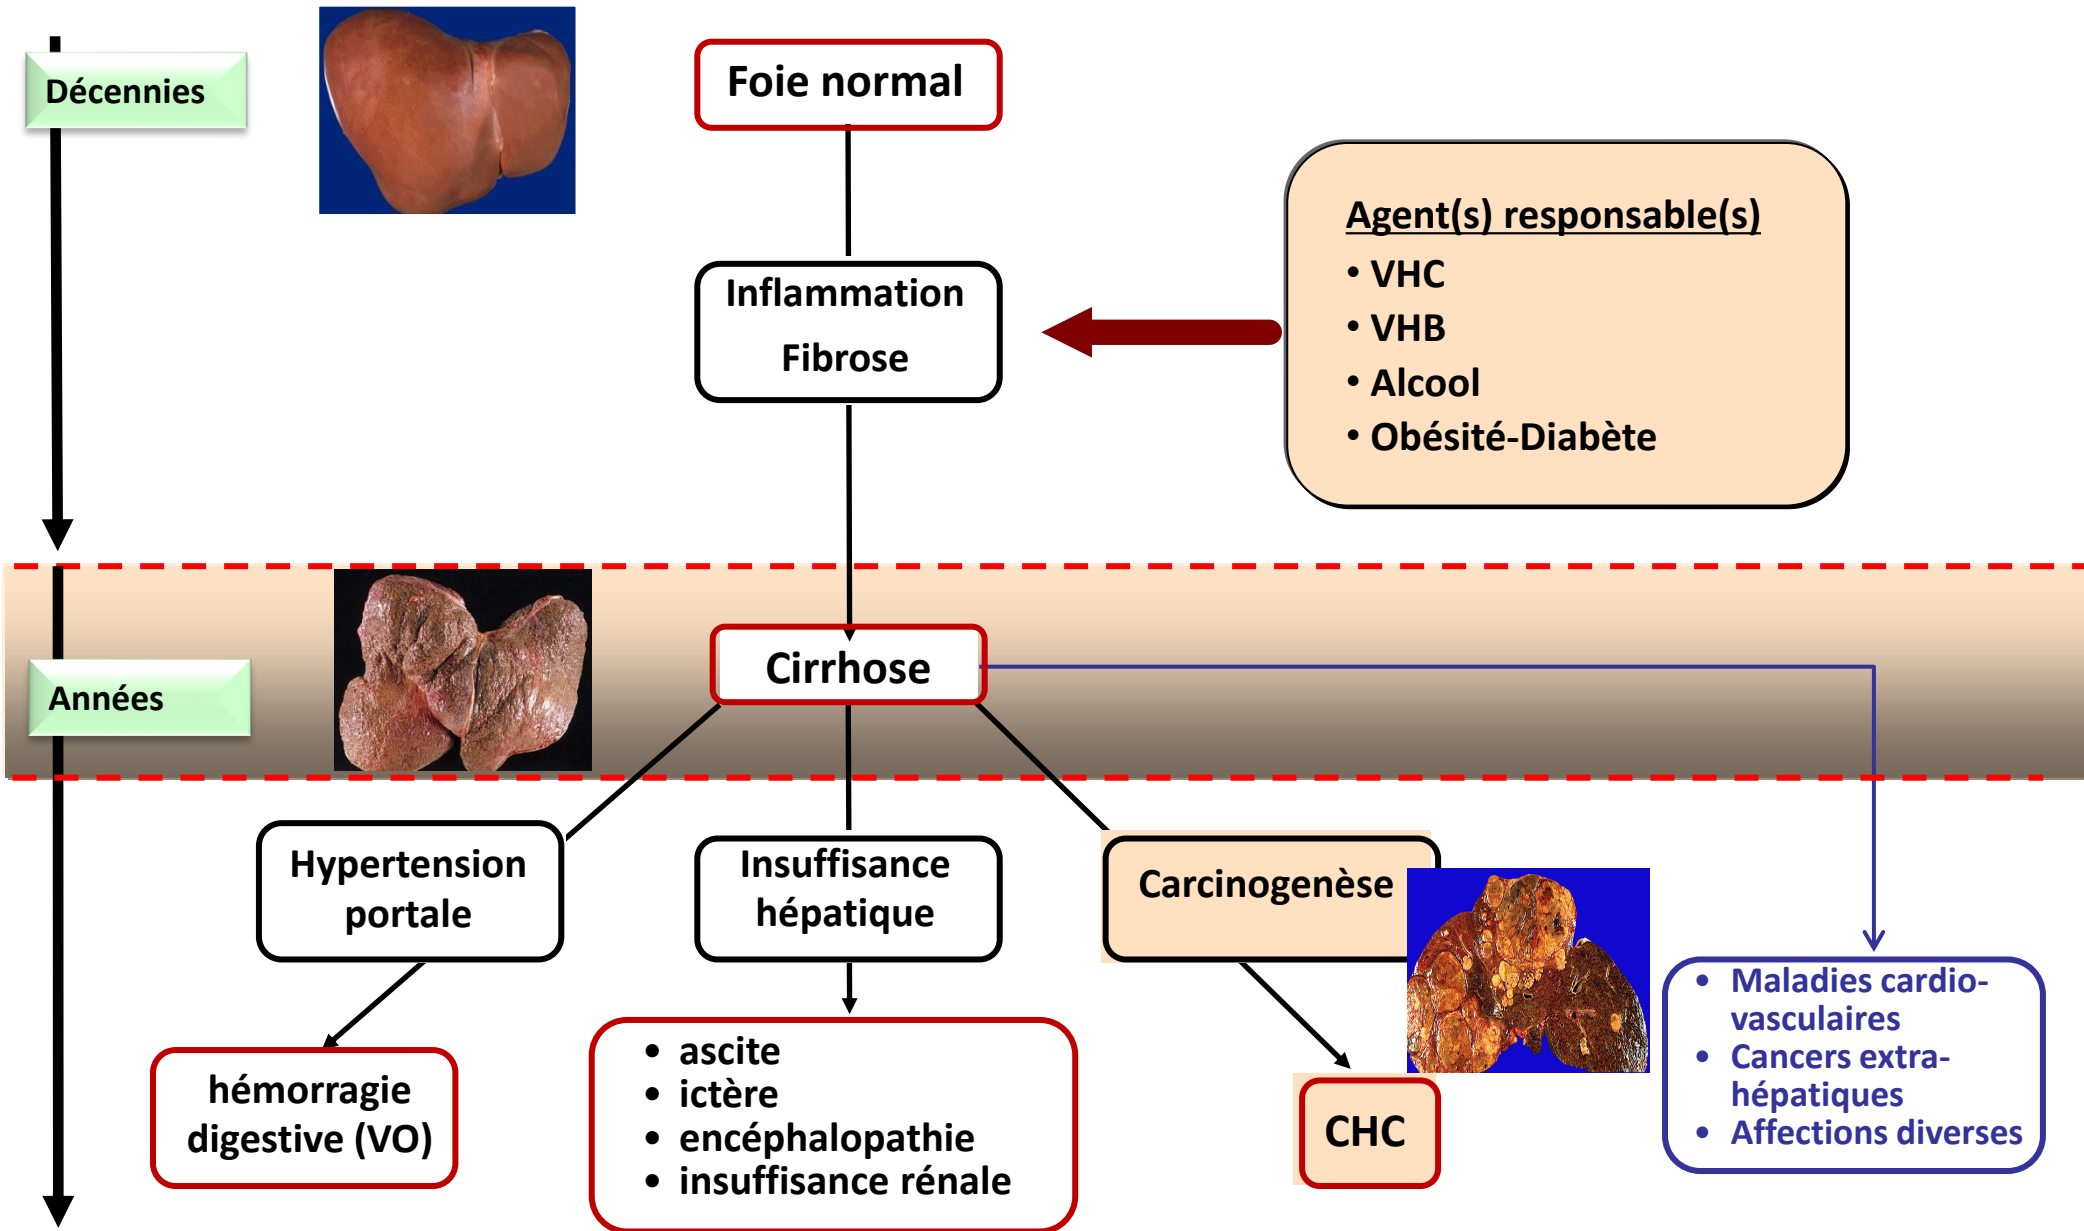 Décennies
Foie normal
Agent(s) responsable(s)
• VHC
• VHB
• Alcool
• Obésité-Diabète
Inflammation
Fibrose
Cirrhose
Années
Hypertension
portale
Insuffisance
hépatique
Carcinogenèse
hémorragie
digestive (VO)
• ascite
• ictère
• encéphalopathie
• insuffisance rénale
CHC
• Maladies cardio-
vasculaires
• Cancers extra-
hépatiques
• Affections diverses